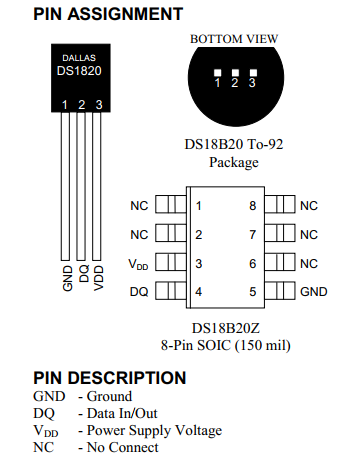 PIN ASSIGNMENT
BOTTOM VIEW
DALLAS
DS1820
1 2 3
1 2 3
GND
DQ
VDD
DS18B20 To-92
Package
NC 1 8 NC
NC 2 7 NC
VDD 3 6 NC
DQ 4 5 GND
DS18B20Z
8-Pin SOIC (150 mil)
PIN DESCRIPTION
GND - Ground
DQ - Data In/Out
VDD - Power Supply Voltage
NC - No Connect